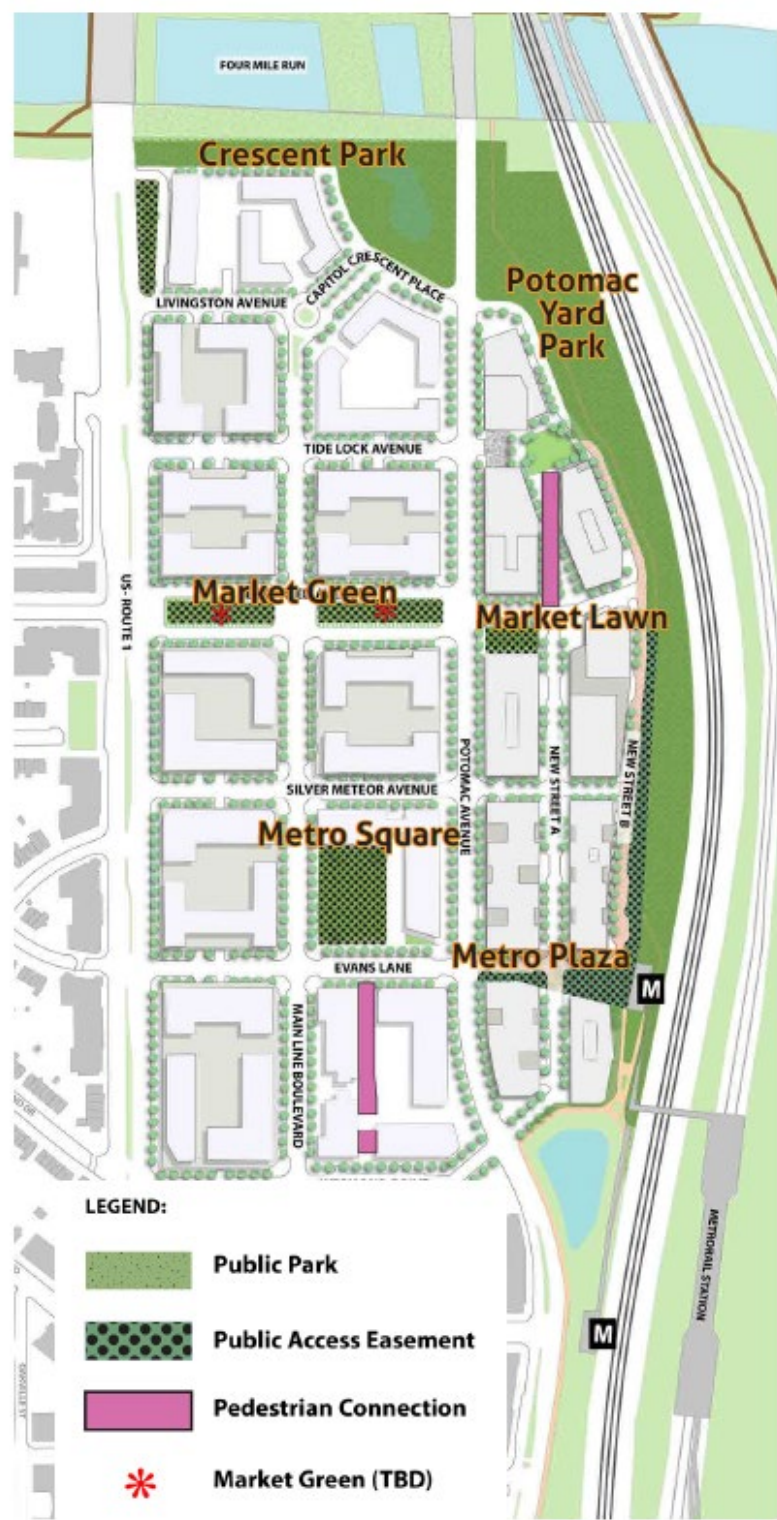 FOUR MILE RUN
Crescent Park
CAPITOL CRESCENT PLACE
LIVINGSTON AVENUE
Potomac
Yard
Park
TIDE LOCK AVENUE
US- ROUTE 1
Market Green
Market Lawn
POTOMAC AVENUE
NEW STREET A
NEW STREET B
SILVER METEOR AVENUE
Metro Square
Metro Plaza
EVANS LANE
M
MAIN LINE BOULEVARD
METRORAIL STATION
M
LEGEND:
Public Park
Public Access Easement
Pedestrian Connection
Market Green (TBD)